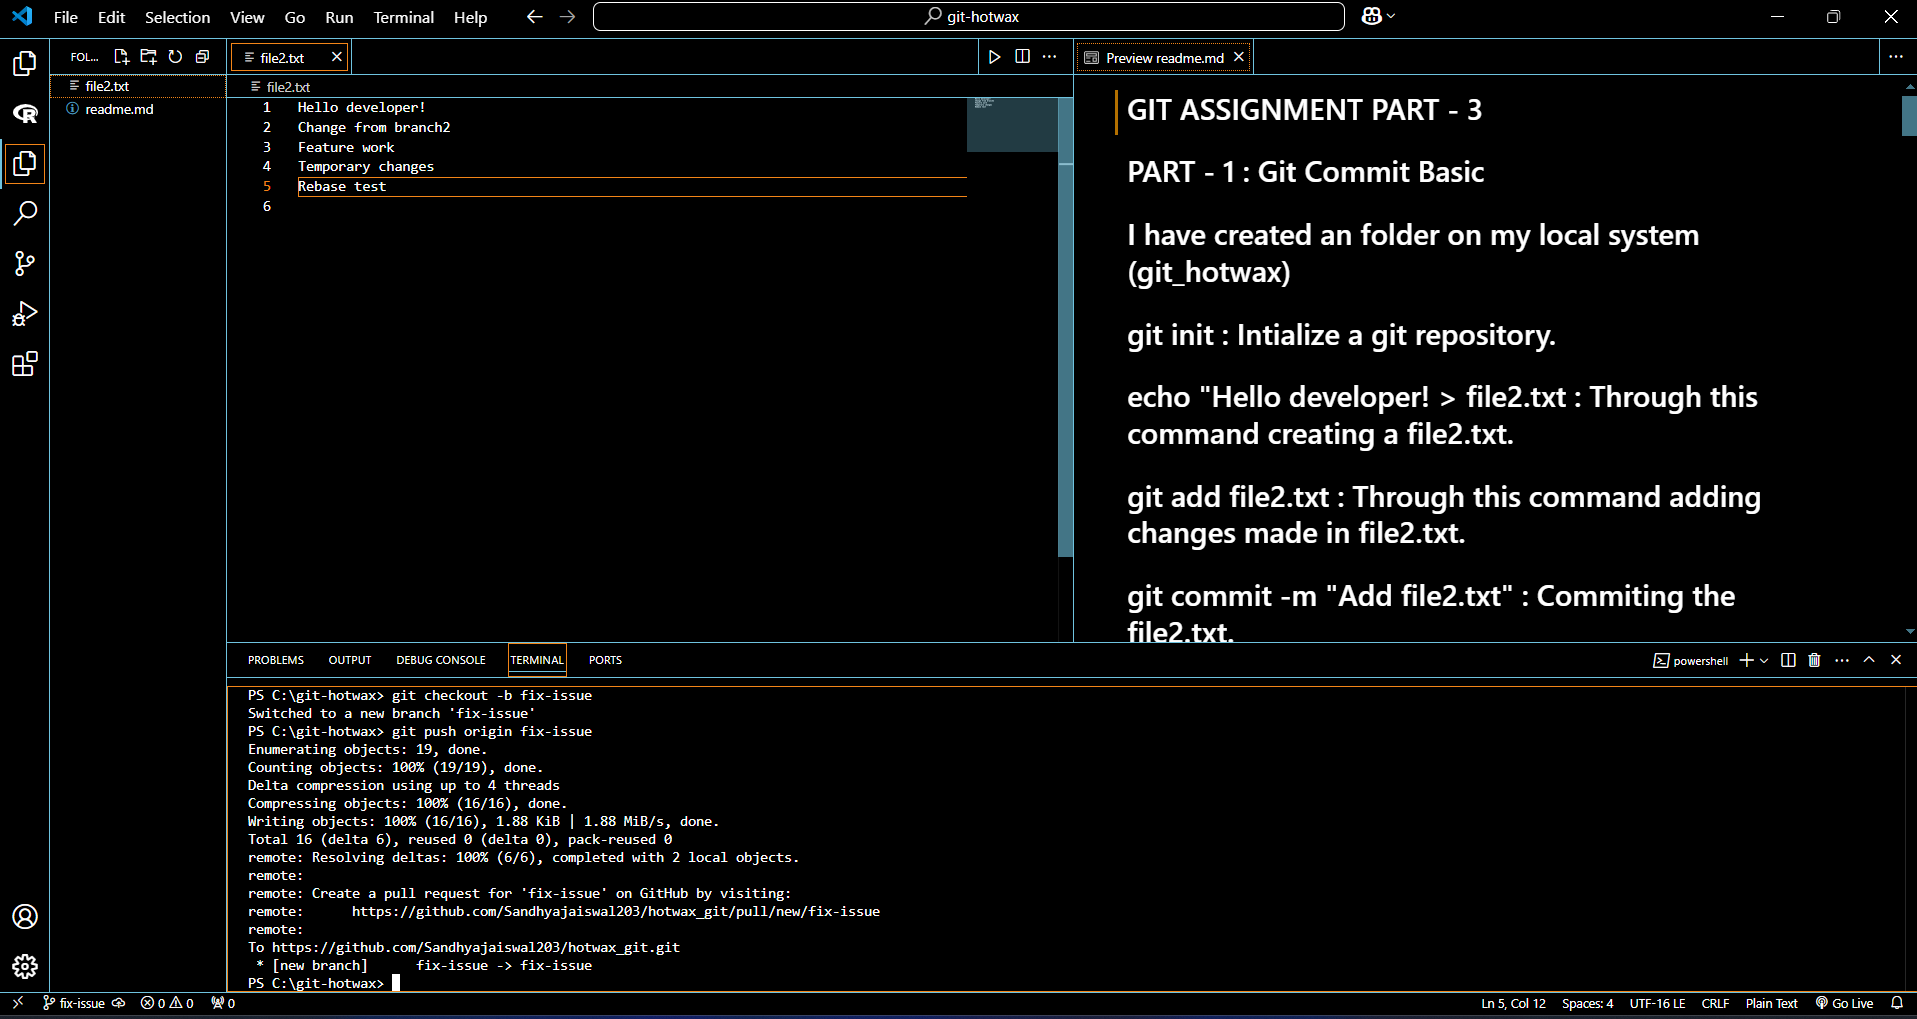 File Edit Selection View Go Run Terminal Help
git-hotwax
FOL...
file2.txt
readme.md
file2.txt
file2.txt
1 Hello developer!
2 Change from branch2
3 Feature work
4 Temporary changes
5 Rebase test
6
Preview readme.md
GIT ASSIGNMENT PART - 3
PART - 1 : Git Commit Basic
I have created an folder on my local system
(git_hotwax)
git init : Intialize a git repository.
echo "Hello developer! > file2.txt : Through this
command creating a file2.txt.
git add file2.txt : Through this command adding
changes made in file2.txt.
git commit -m "Add file2.txt" : Commiting the
file2.txt.
PROBLEMS OUTPUT DEBUG CONSOLE TERMINAL PORTS
powershell
PS C:\git-hotwax> git checkout -b fix-issue
Switched to a new branch 'fix-issue'
PS C:\git-hotwax> git push origin fix-issue
Enumerating objects: 19, done.
Counting objects: 100% (19/19), done.
Delta compression using up to 4 threads
Compressing objects: 100% (16/16), done.
Writing objects: 100% (16/16), 1.88 KiB | 1.88 MiB/s, done.
Total 16 (delta 6), reused 0 (delta 0), pack-reused 0
remote: Resolving deltas: 100% (6/6), completed with 2 local objects.
remote:
remote: Create a pull request for 'fix-issue' on GitHub by visiting:
remote:      https://github.com/Sandhyajaiswal203/hotwax_git/pull/new/fix-issue
remote:
To https://github.com/Sandhyajaiswal203/hotwax_git.git
 * [new branch]      fix-issue -> fix-issue
PS C:\git-hotwax>
fix-issue 0 0 0
Ln 5, Col 12 Spaces: 4 UTF-16 LE CRLF Plain Text Go Live